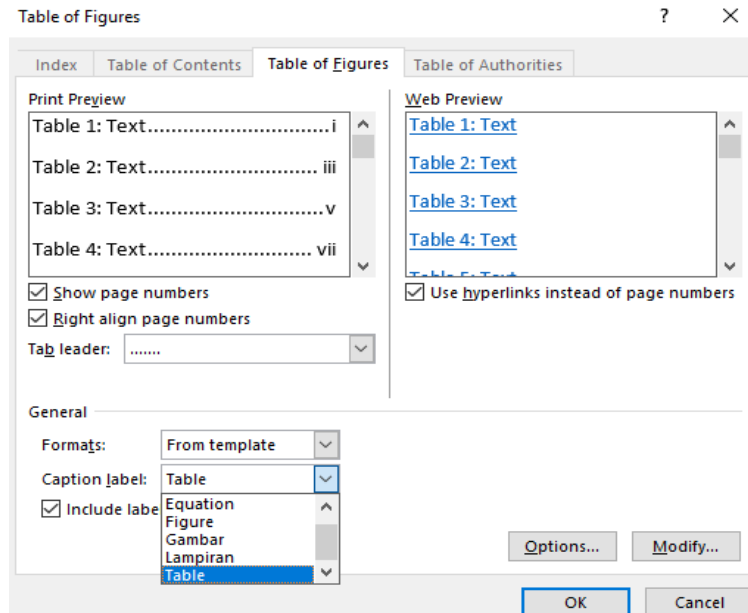 Table of Figures ? ×
Index Table of Contents Table of Figures Table of Authorities
Print Preview
Table 1: Text.................................i
Table 2: Text............................... iii
Table 3: Text................................v
Table 4: Text.............................. vii
Show page numbers
Right align page numbers
Tab leader: .......
Web Preview
Table 1: Text
Table 2: Text
Table 3: Text
Table 4: Text
Use hyperlinks instead of page numbers
General
Formats: From template
Caption label: Table
Include labe
Equation
Figure
Gambar
Lampiran
Table
Options... Modify...
OK Cancel